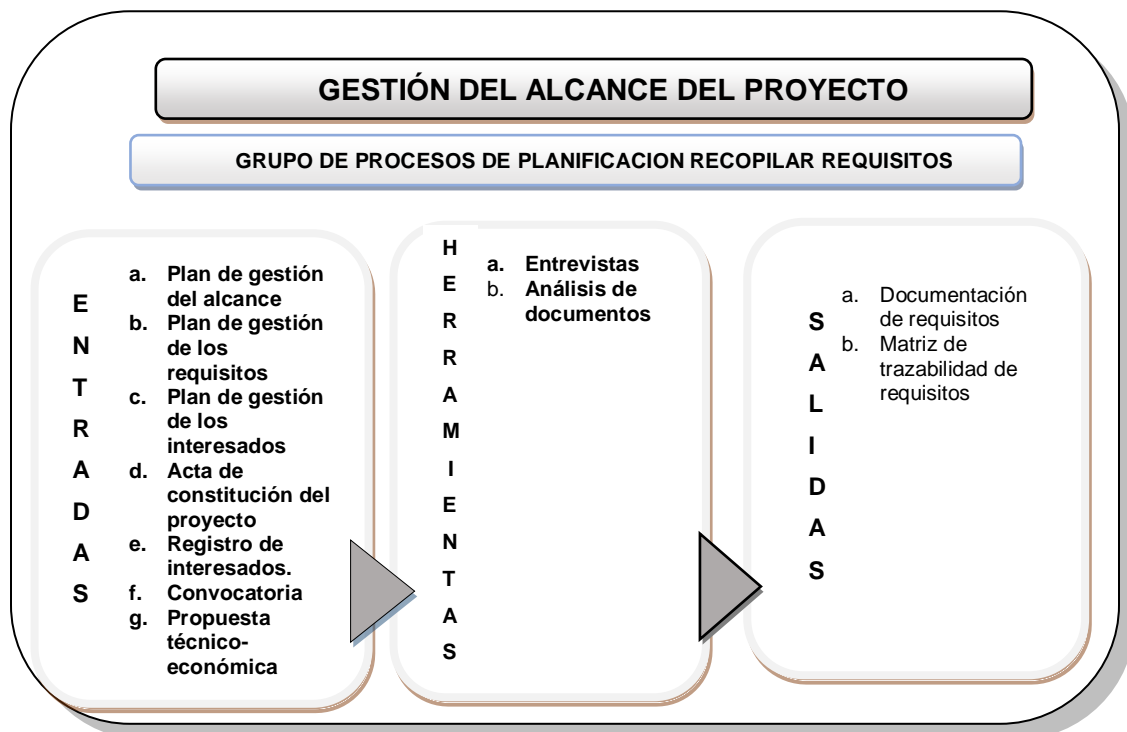 GESTIÓN DEL ALCANCE DEL PROYECTO
GRUPO DE PROCESOS DE PLANIFICACION RECOPILAR REQUISITOS
E
N
T
R
A
D
A
S
a. Plan de gestión
del alcance
b. Plan de gestión
de los
requisitos
c. Plan de gestión
de los
interesados
d. Acta de
constitución del
proyecto
e. Registro de
interesados.
f. Convocatoria
g. Propuesta
técnico-
económica
H
E
R
R
A
M
I
E
N
T
A
S
a. Entrevistas
b. Análisis de
documentos
S
A
L
I
D
A
S
a. Documentación
de requisitos
b. Matriz de
trazabilidad de
requisitos